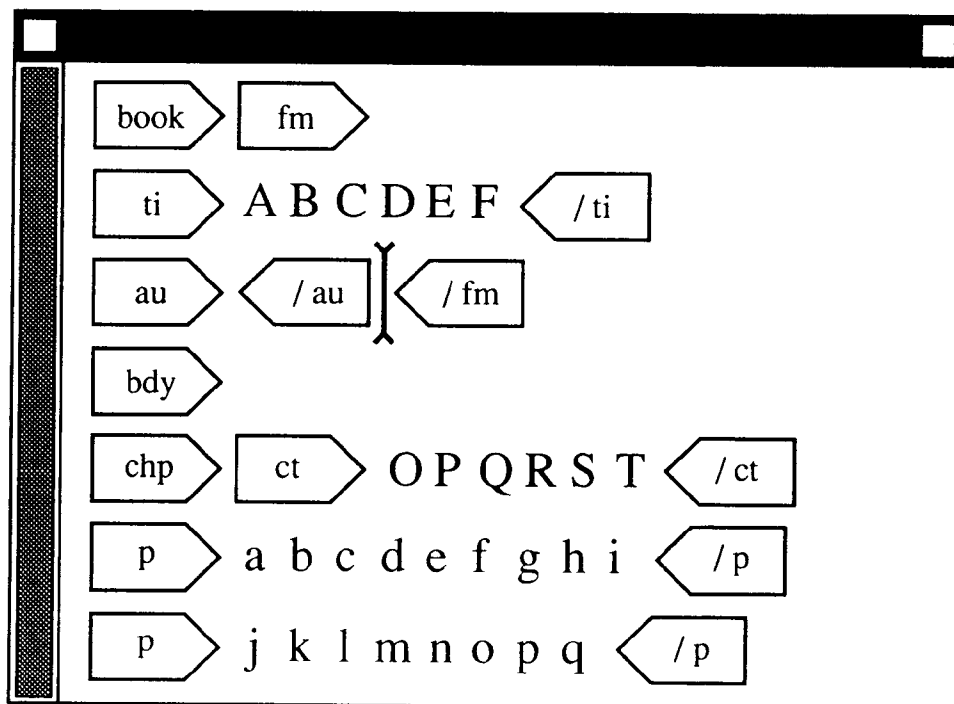 book fm
ti A B C D E F / ti
au / au / fm
bdy
chp ct O P Q R S T / ct
p a b c d e f g h i / p
p j k l m n o p q / p